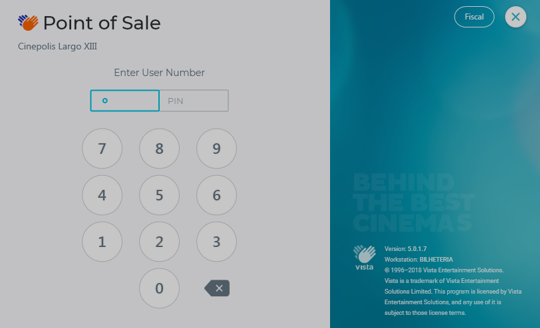 Point of Sale
Cinepolis Largo XIII
Enter User Number
PIN
7 8 9
4 5 6
1 2 3
0
Fiscal
BEHIND
THE BEST
CINEMAS
vista
Version: 5.0.1.7
Workstation: BILHETERIA
© 1996–2018 Vista Entertainment Solutions.
Vista is a trademark of Vista Entertainment
Solutions Limited. This program is licensed by Vista
Entertainment Solutions, and any use of it is
subject to those license terms.